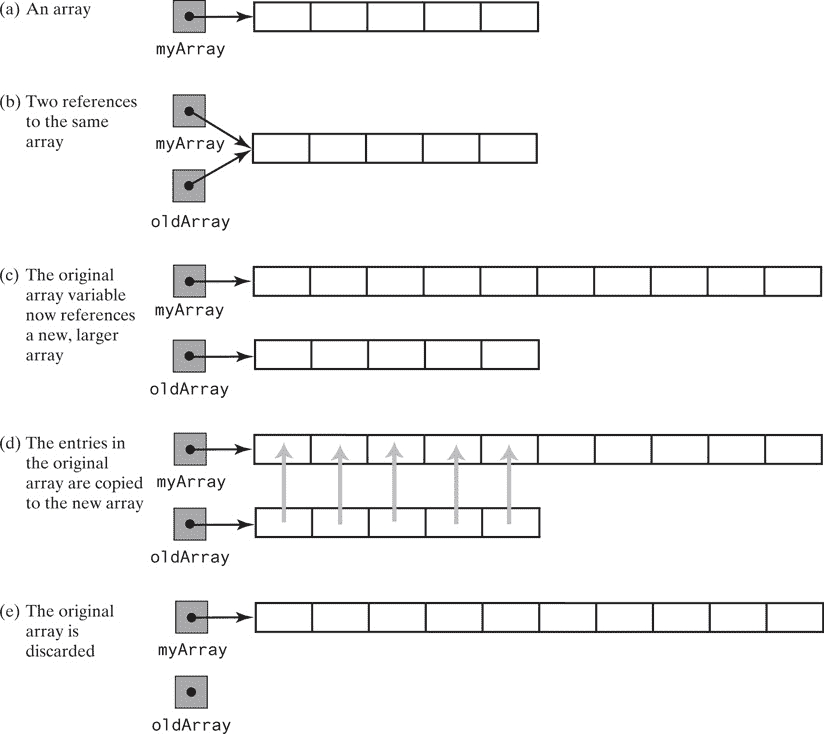 (a) An array
myArray
(b) Two references
to the same
array
myArray
oldArray
(c) The original
array variable
now references
a new, larger
array
myArray
oldArray
(d) The entries in
the original
array are copied
to the new array
myArray
oldArray
(e) The original
array is
discarded
myArray
oldArray